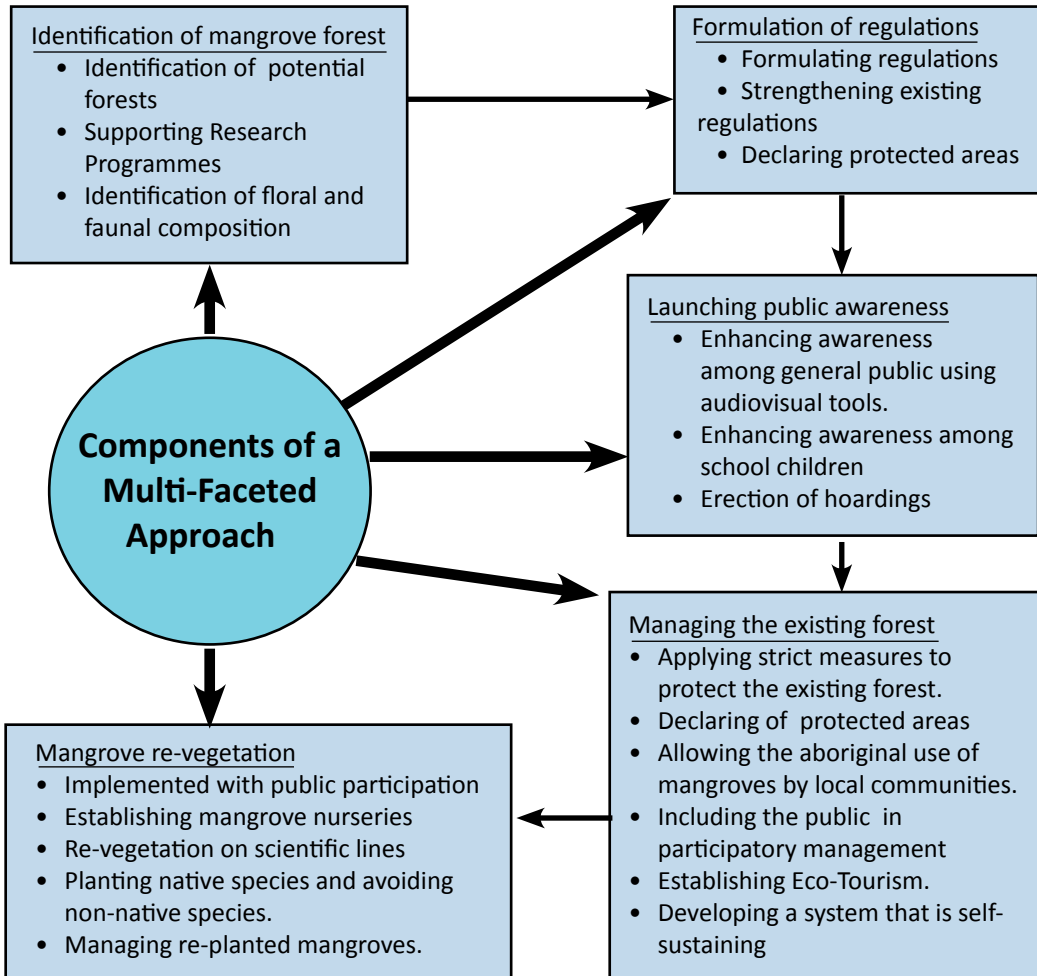 Identification of mangrove forest
• Identification of potential
forests
• Supporting Research
Programmes
• Identification of floral and
faunal composition
Formulation of regulations
• Formulating regulations
• Strengthening existing
regulations
• Declaring protected areas
Launching public awareness
• Enhancing awareness
among general public using
audiovisual tools.
• Enhancing awareness among
school children
• Erection of hoardings
Components of a
Multi-Faceted
Approach
Managing the existing forest
• Applying strict measures to
protect the existing forest.
• Declaring of protected areas
• Allowing the aboriginal use of
mangroves by local communities.
• Including the public in
participatory management
• Establishing Eco-Tourism.
• Developing a system that is self-
sustaining
Mangrove re-vegetation
• Implemented with public participation
• Establishing mangrove nurseries
• Re-vegetation on scientific lines
• Planting native species and avoiding
non-native species.
• Managing re-planted mangroves.